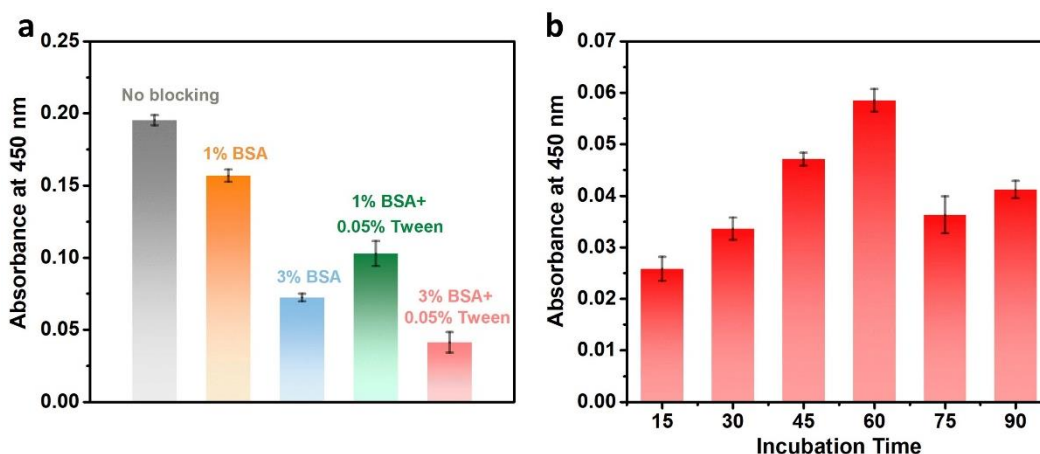 a
Absorbance at 450 nm
0.25
0.20
0.15
0.10
0.05
0.00
No blocking
1% BSA
3% BSA
1% BSA+
0.05% Tween
3% BSA+
0.05% Tween
b
Absorbance at 450 nm
0.07
0.06
0.05
0.04
0.03
0.02
0.01
0.00
15 30 45 60 75 90
Incubation Time